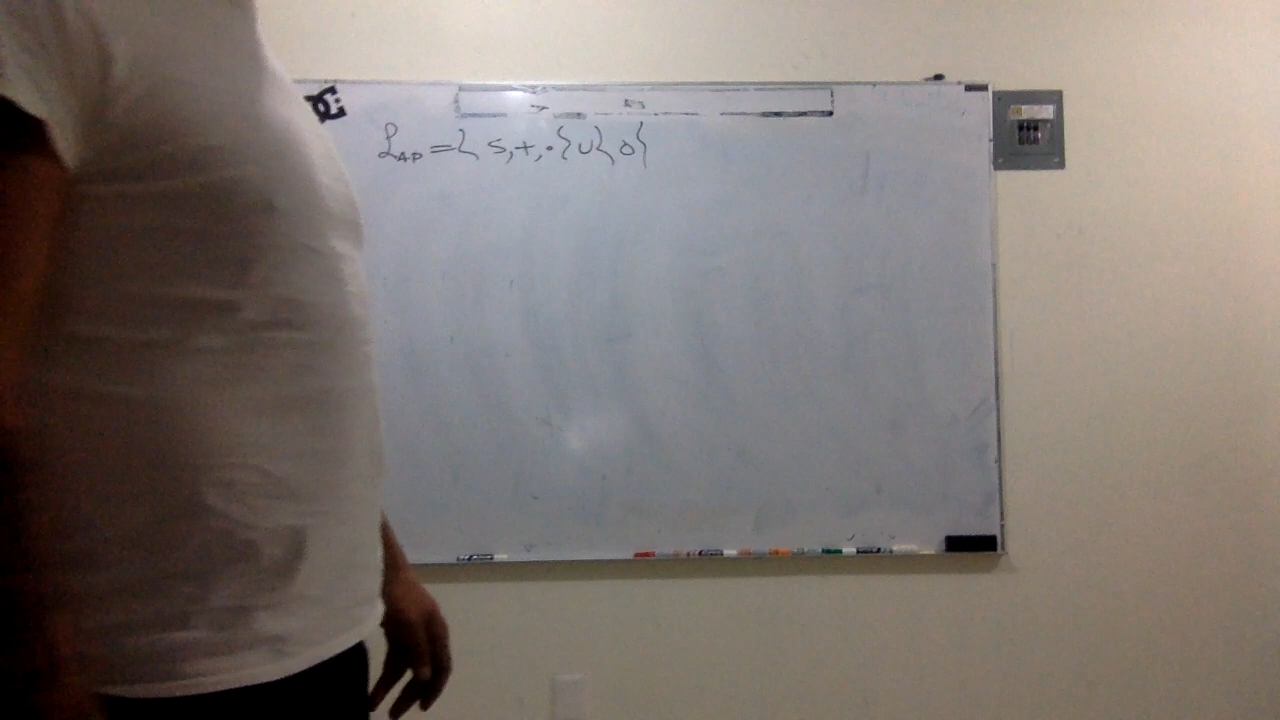 L_AP = { S, +, · } ∪ { 0 }